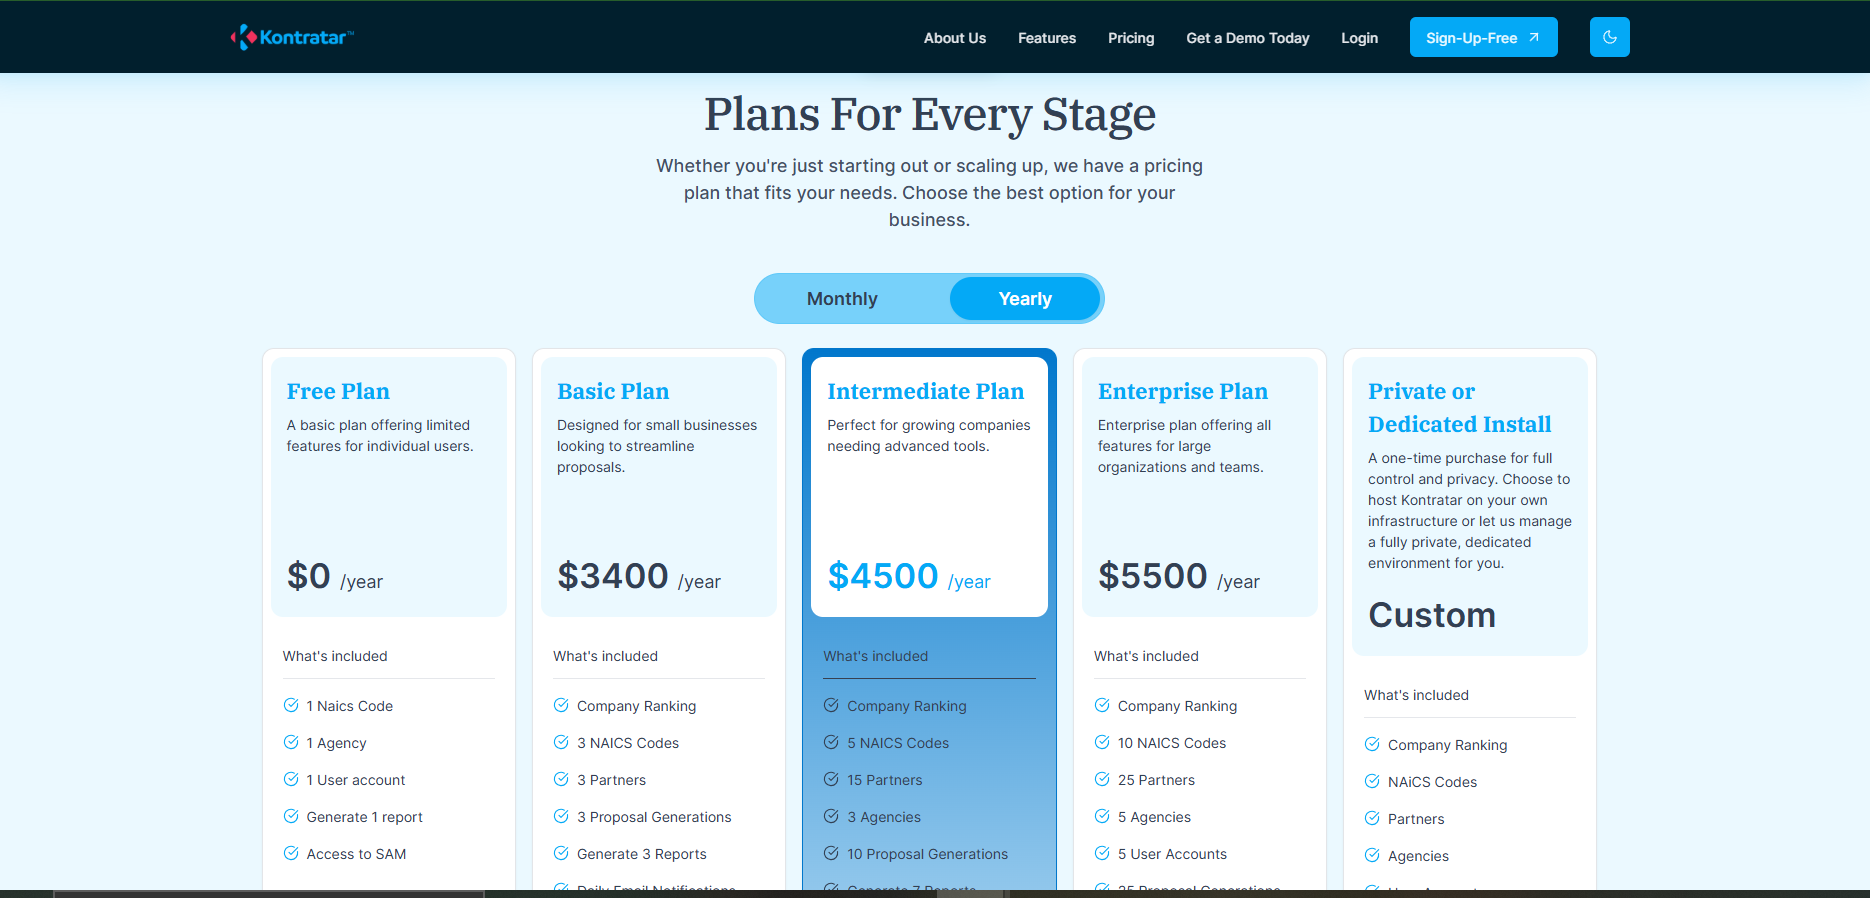 Kontratar™
About Us
Features
Pricing
Get a Demo Today
Login
Sign-Up-Free
Plans For Every Stage
Whether you're just starting out or scaling up, we have a pricing
plan that fits your needs. Choose the best option for your
business.
Monthly
Yearly
Free Plan
A basic plan offering limited
features for individual users.
$0 /year
What's included
1 Naics Code
1 Agency
1 User account
Generate 1 report
Access to SAM
Basic Plan
Designed for small businesses
looking to streamline
proposals.
$3400 /year
What's included
Company Ranking
3 NAICS Codes
3 Partners
3 Proposal Generations
Generate 3 Reports
Daily Email Notifications
Intermediate Plan
Perfect for growing companies
needing advanced tools.
$4500 /year
What's included
Company Ranking
5 NAICS Codes
15 Partners
3 Agencies
10 Proposal Generations
Generate 7 Reports
Enterprise Plan
Enterprise plan offering all
features for large
organizations and teams.
$5500 /year
What's included
Company Ranking
10 NAICS Codes
25 Partners
5 Agencies
5 User Accounts
25 Proposal Generations
Private or
Dedicated Install
A one-time purchase for full
control and privacy. Choose to
host Kontratar on your own
infrastructure or let us manage
a fully private, dedicated
environment for you.
Custom
What's included
Company Ranking
NAiCS Codes
Partners
Agencies